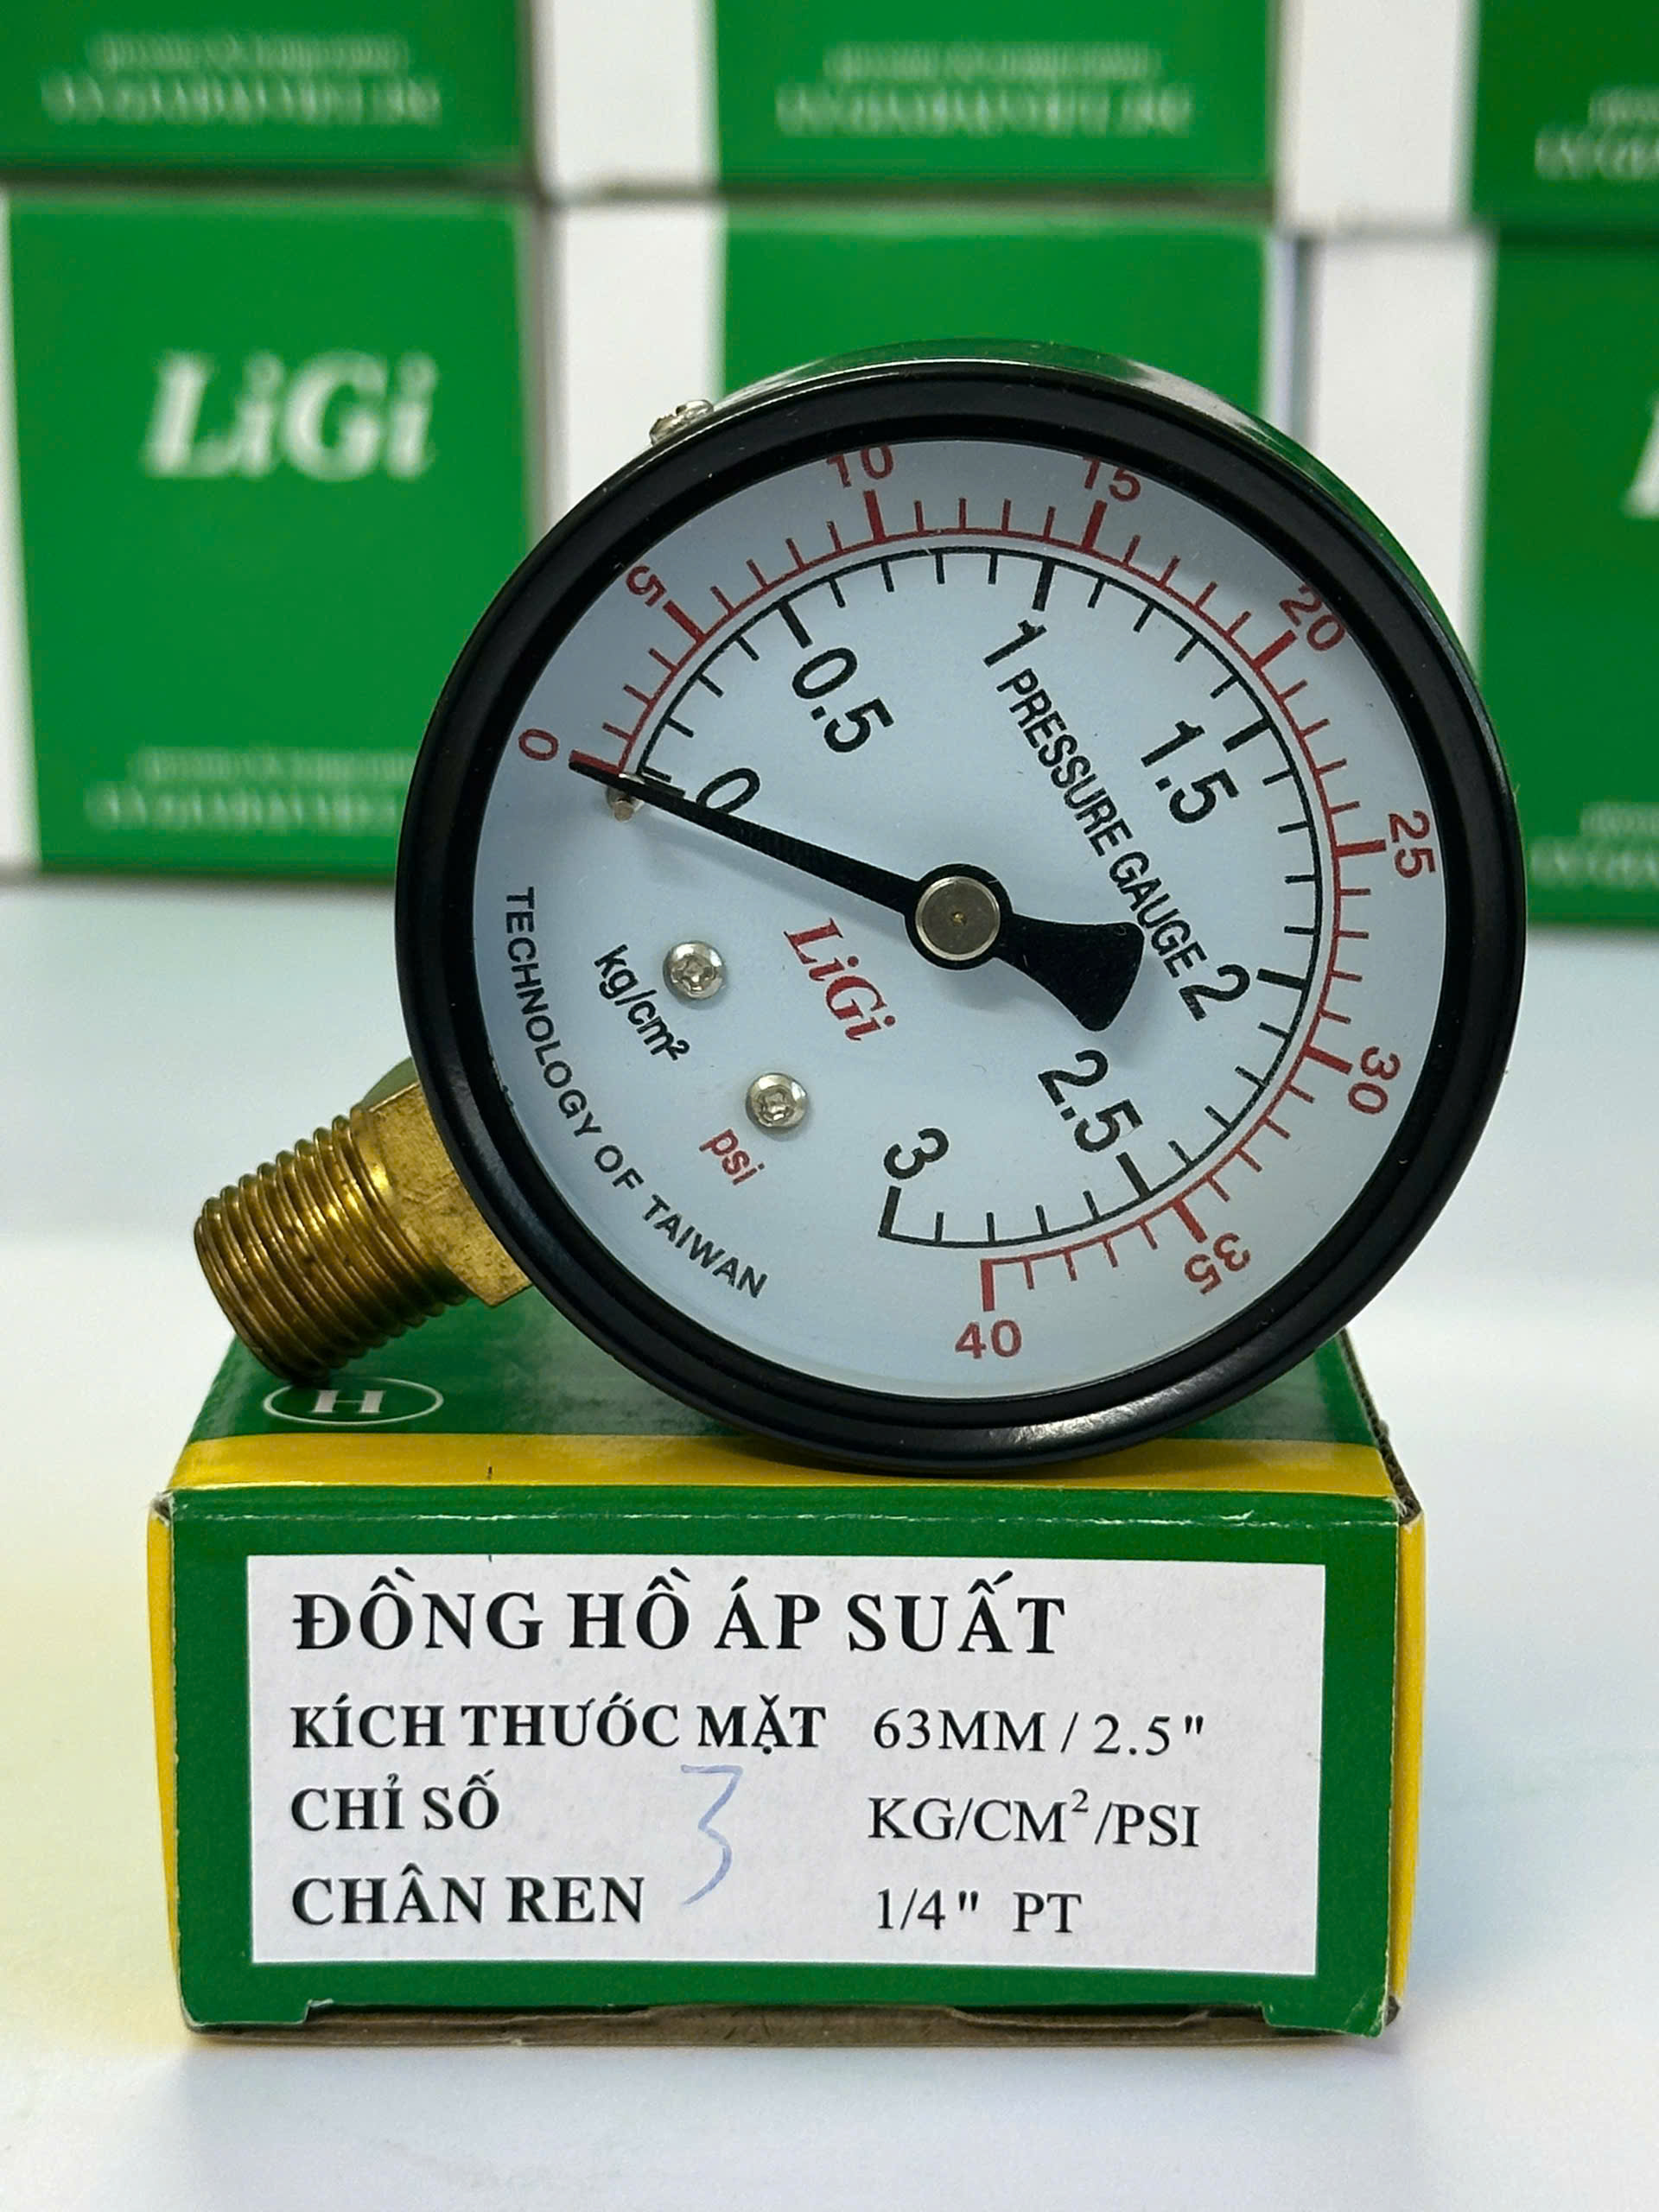 LiGi
10
15
5
20
0
0.5
1
1.5
0
PRESSURE GAUGE
25
2
LiGi
kg/cm²
2.5
30
psi
3
35
40
TECHNOLOGY OF TAIWAN
H
ĐỒNG HỒ ÁP SUẤT
KÍCH THƯỚC MẶT 63MM / 2.5"
CHỈ SỐ 3 KG/CM²/PSI
CHÂN REN 1/4" PT